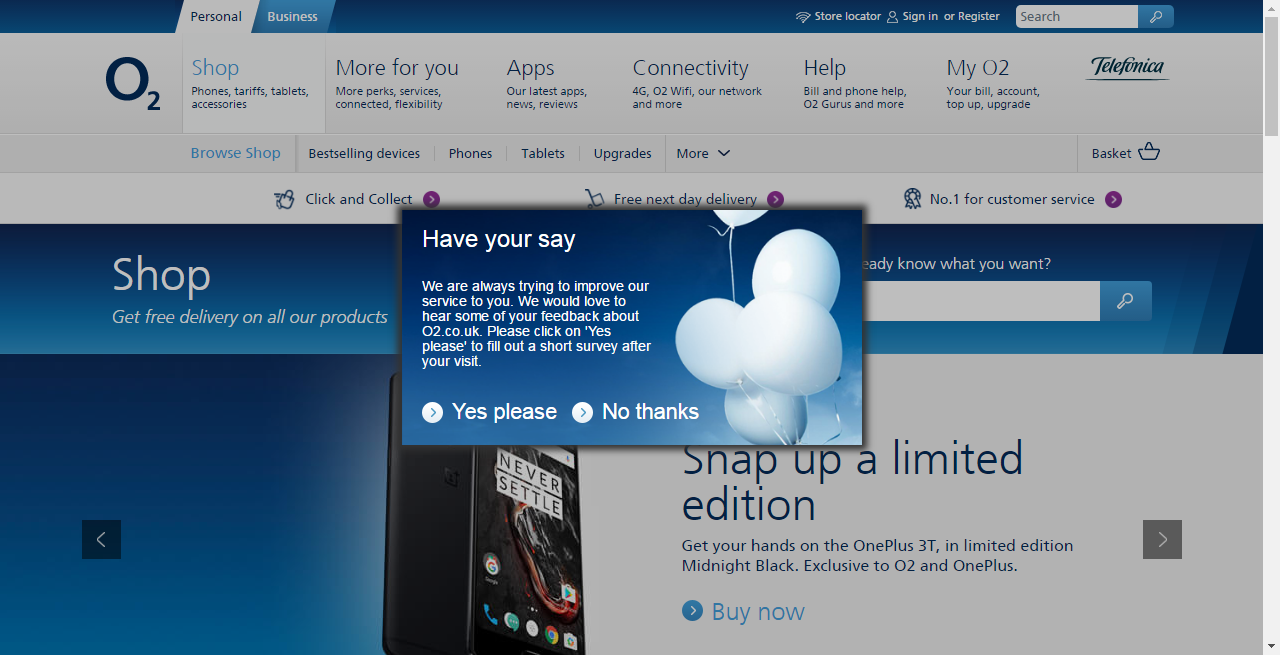 Personal
Business
Store locator
Sign in or Register
Search
O2
Shop
Phones, tariffs, tablets,
accessories
More for you
More perks, services,
connected, flexibility
Apps
Our latest apps,
news, reviews
Connectivity
4G, O2 Wifi, our network
and more
Help
Bill and phone help,
O2 Gurus and more
My O2
Your bill, account,
top up, upgrade
Telefónica
Browse Shop
Bestselling devices
Phones
Tablets
Upgrades
More
Basket
Click and Collect
Free next day delivery
No.1 for customer service
Shop
Get free delivery on all our products
eady know what you want?
Have your say
We are always trying to improve our
service to you. We would love to
hear some of your feedback about
O2.co.uk. Please click on 'Yes
please' to fill out a short survey after
your visit.
Yes please
No thanks
NEVER
SETTLE
Google
Snap up a limited
edition
Get your hands on the OnePlus 3T, in limited edition
Midnight Black. Exclusive to O2 and OnePlus.
Buy now